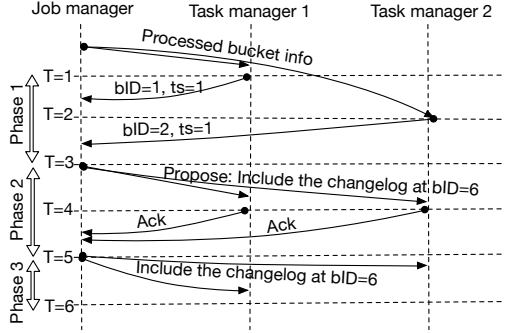 Job manager
Task manager 1
Task manager 2
Processed bucket info
T=1
bID=1, ts=1
Phase 1
T=2
bID=2, ts=1
T=3
Propose: Include the changelog at bID=6
Phase 2
T=4
Ack
Ack
T=5
Include the changelog at bID=6
Phase 3
T=6